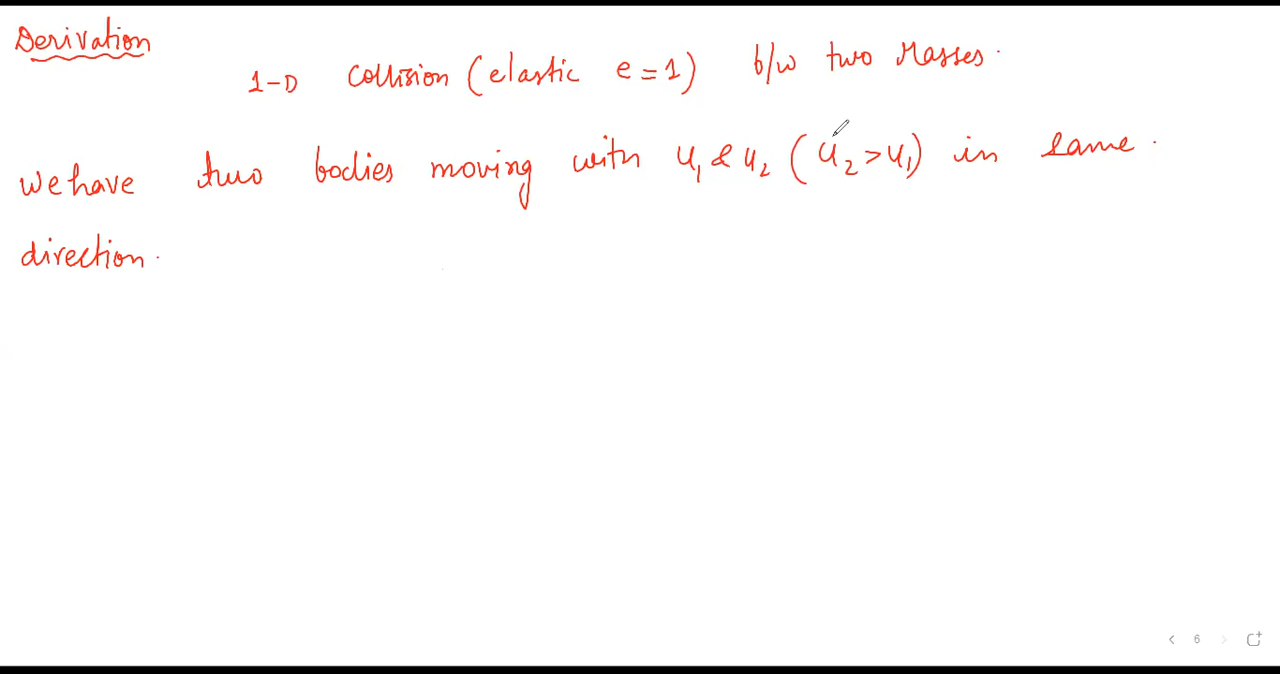 Derivation
1-D Collision (elastic e = 1) b/w two Masses.
we have two bodies moving with u₁ & u₂ (u₂ > u₁) in same.
direction.
6